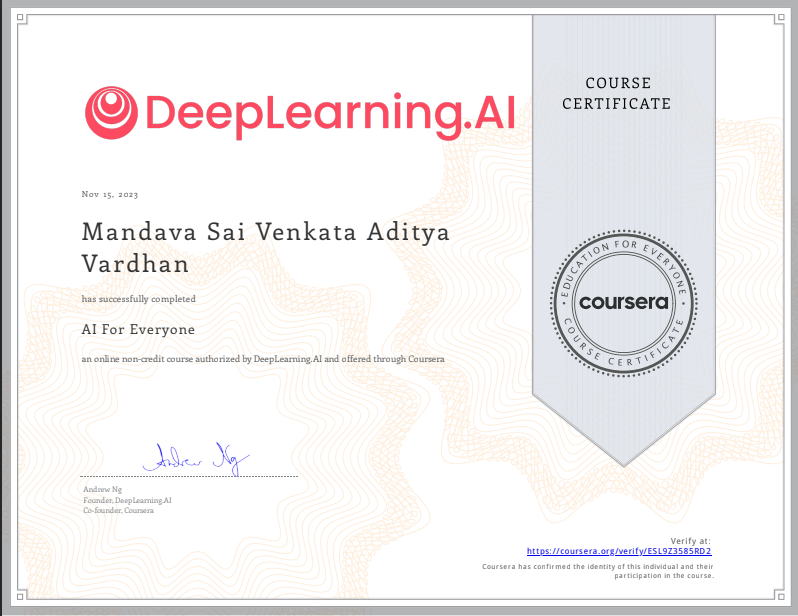 DeepLearning.AI
COURSE
CERTIFICATE
Nov 15, 2023
Mandava Sai Venkata Aditya
Vardhan
has successfully completed
AI For Everyone
an online non-credit course authorized by DeepLearning.AI and offered through Coursera
EDUCATION FOR EVERYONE
coursera
COURSE CERTIFICATE
Andrew Ng
Andrew Ng
Founder, DeepLearning.AI
Co-founder, Coursera
Verify at:
https://coursera.org/verify/ESL9Z3585RD2
Coursera has confirmed the identity of this individual and their
participation in the course.